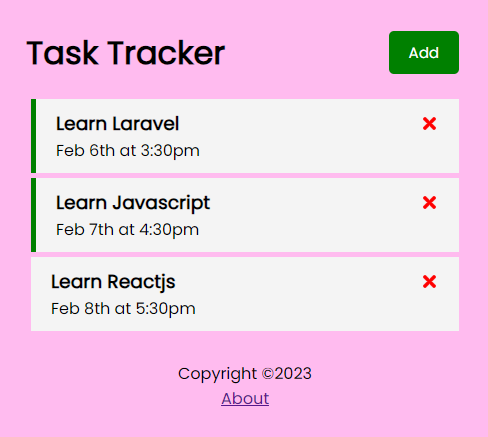 Task Tracker
Add
Learn Laravel
Feb 6th at 3:30pm
Learn Javascript
Feb 7th at 4:30pm
Learn Reactjs
Feb 8th at 5:30pm
Copyright ©2023
About